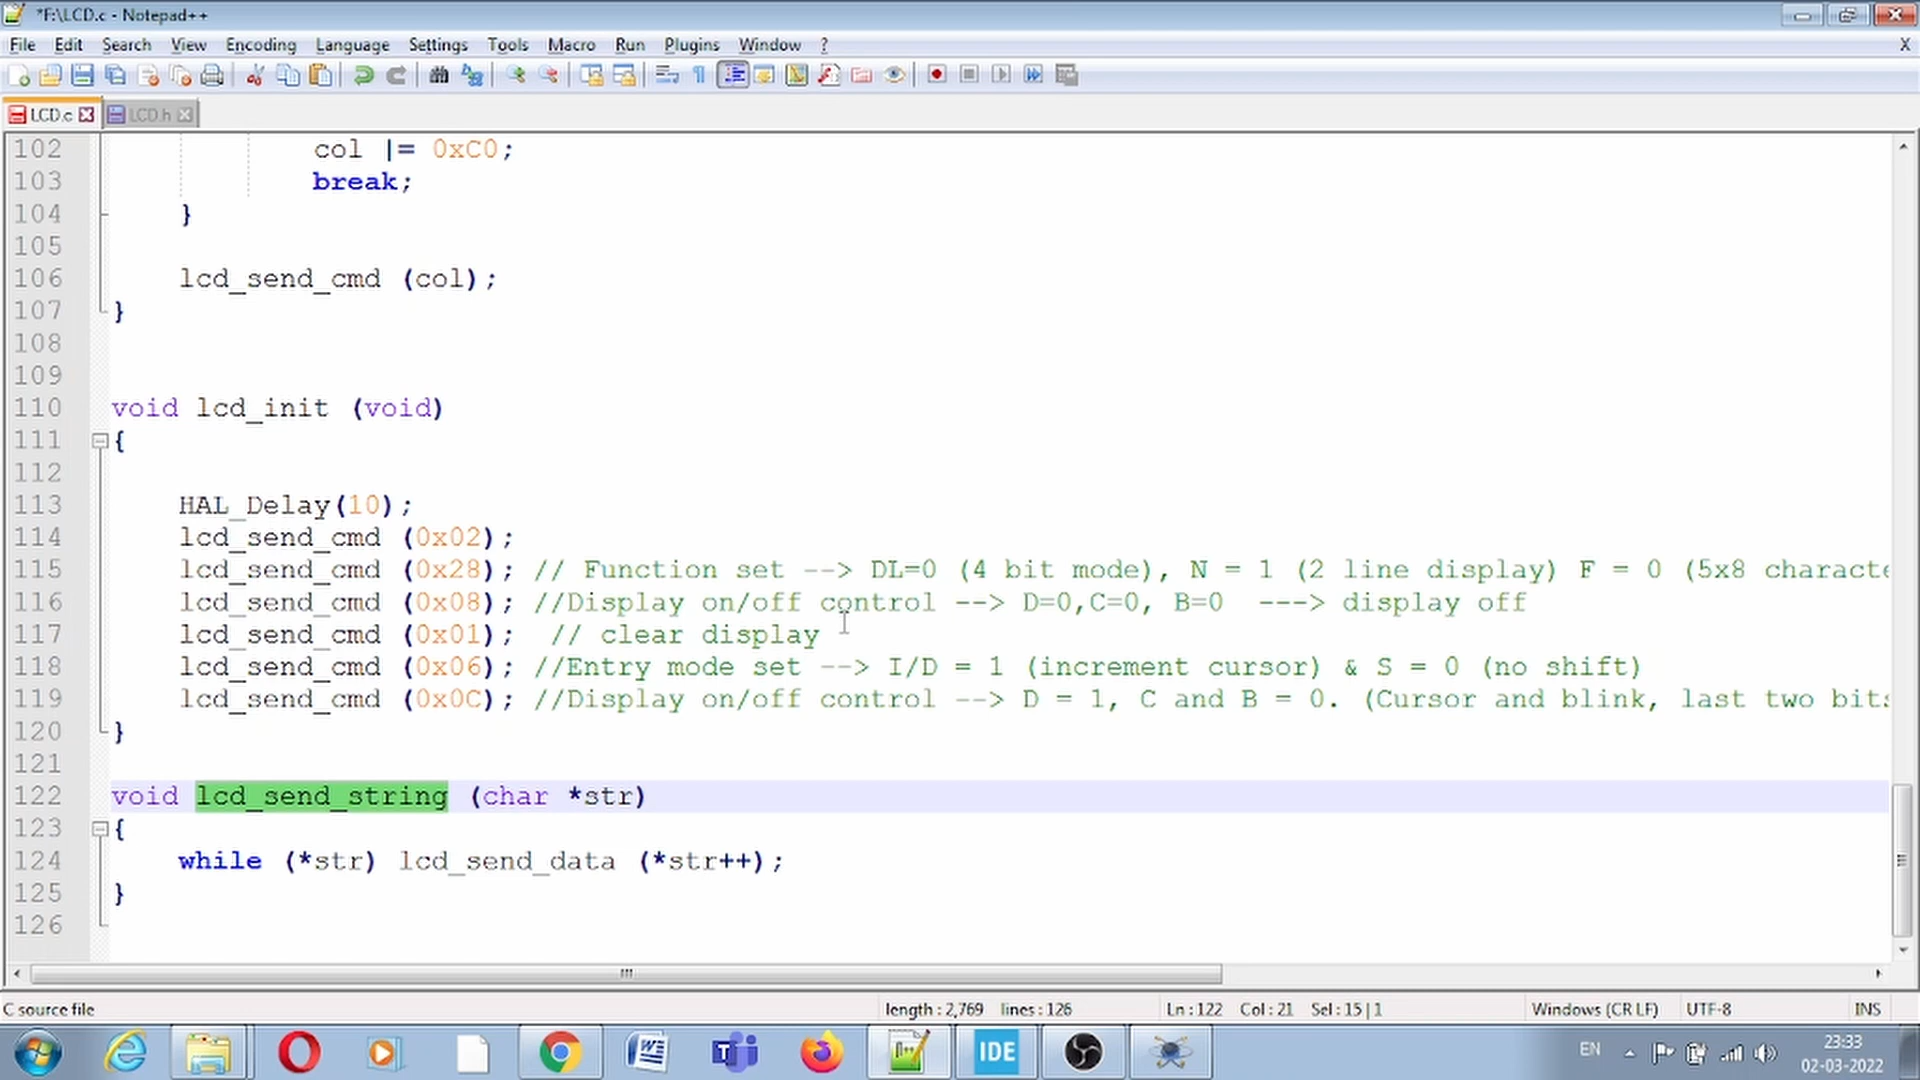 *F:\LCD.c - Notepad++
File Edit Search View Encoding Language Settings Tools Macro Run Plugins Window ? X
LCD.c LCD.h
102 col |= 0xC0;
103 break;
104 }
105
106 lcd_send_cmd (col);
107 }
108
109
110 void lcd_init (void)
111 {
112
113 HAL_Delay(10);
114 lcd_send_cmd (0x02);
115 lcd_send_cmd (0x28); // Function set --> DL=0 (4 bit mode), N = 1 (2 line display) F = 0 (5x8 characte
116 lcd_send_cmd (0x08); //Display on/off control --> D=0,C=0, B=0 ---> display off
117 lcd_send_cmd (0x01); // clear display
118 lcd_send_cmd (0x06); //Entry mode set --> I/D = 1 (increment cursor) & S = 0 (no shift)
119 lcd_send_cmd (0x0C); //Display on/off control --> D = 1, C and B = 0. (Cursor and blink, last two bits
120 }
121
122 void lcd_send_string (char *str)
123 {
124 while (*str) lcd_send_data (*str++);
125 }
126
C source file length : 2,769 lines : 126 Ln : 122 Col : 21 Sel : 15 | 1 Windows (CR LF) UTF-8 INS
IDE EN 23:33
02-03-2022